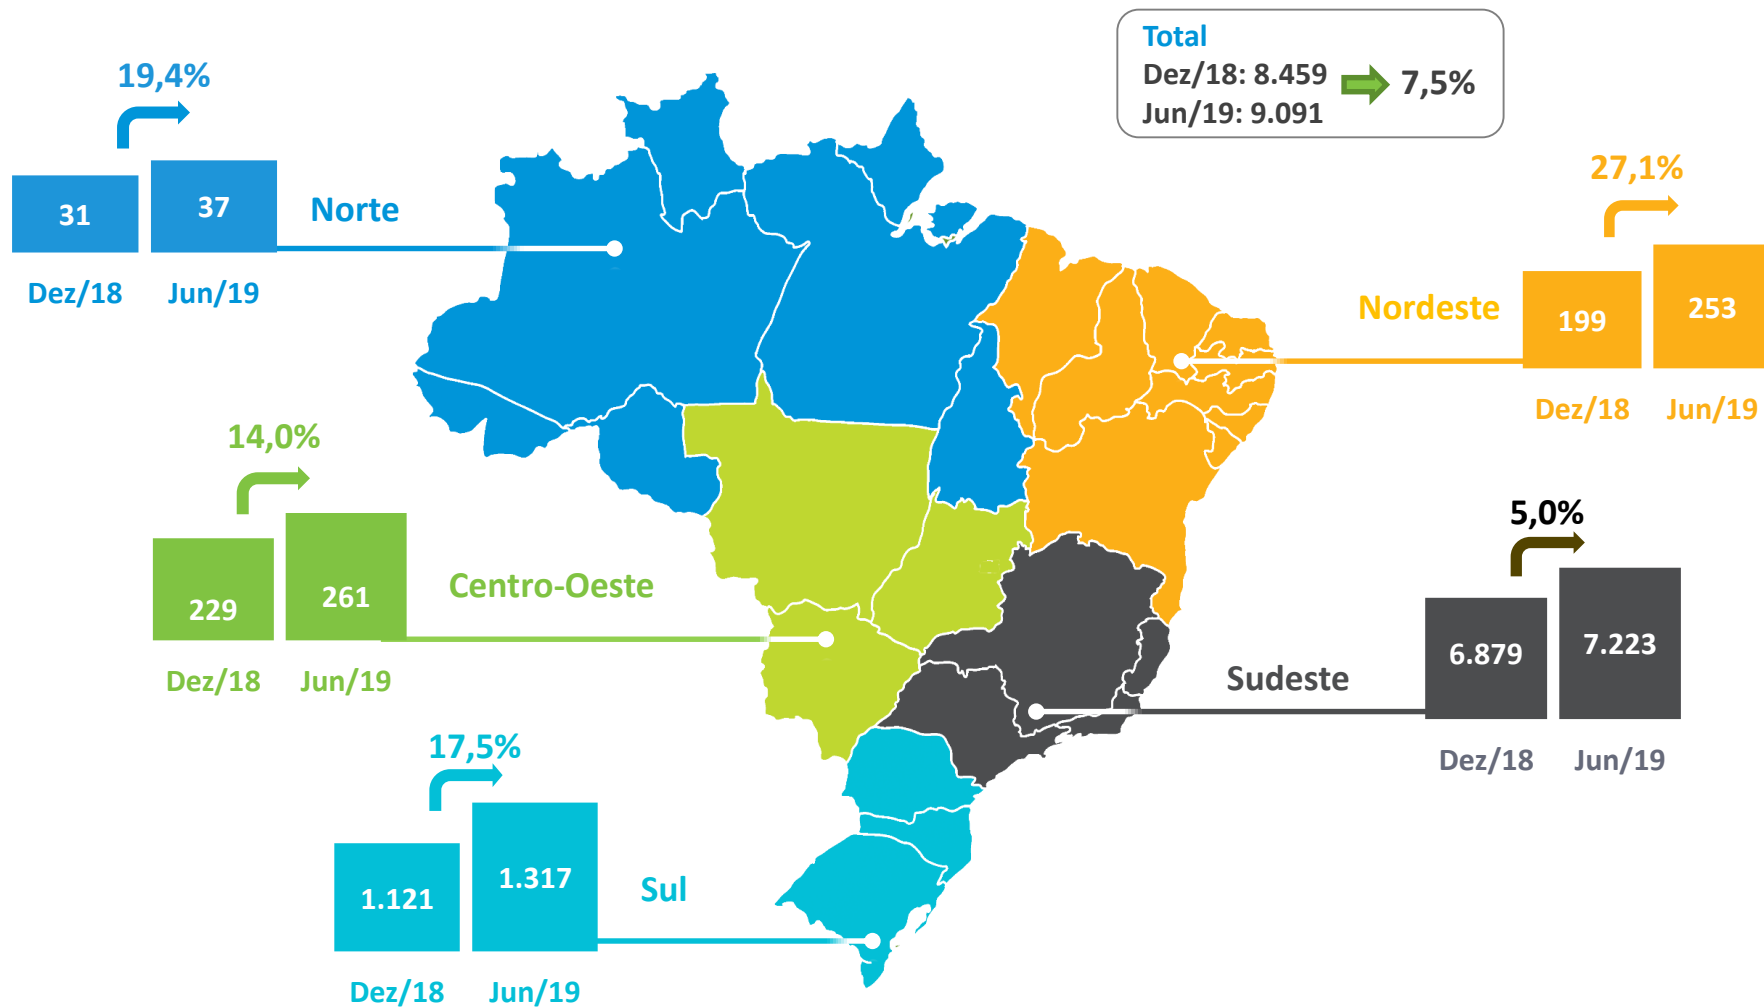 Total
Dez/18: 8.459
Jun/19: 9.091
7,5%
19,4%
31
37
Norte
Dez/18
Jun/19
27,1%
Nordeste
199
253
Dez/18
Jun/19
14,0%
229
261
Centro-Oeste
Dez/18
Jun/19
5,0%
Sudeste
6.879
7.223
Dez/18
Jun/19
17,5%
1.121
1.317
Sul
Dez/18
Jun/19